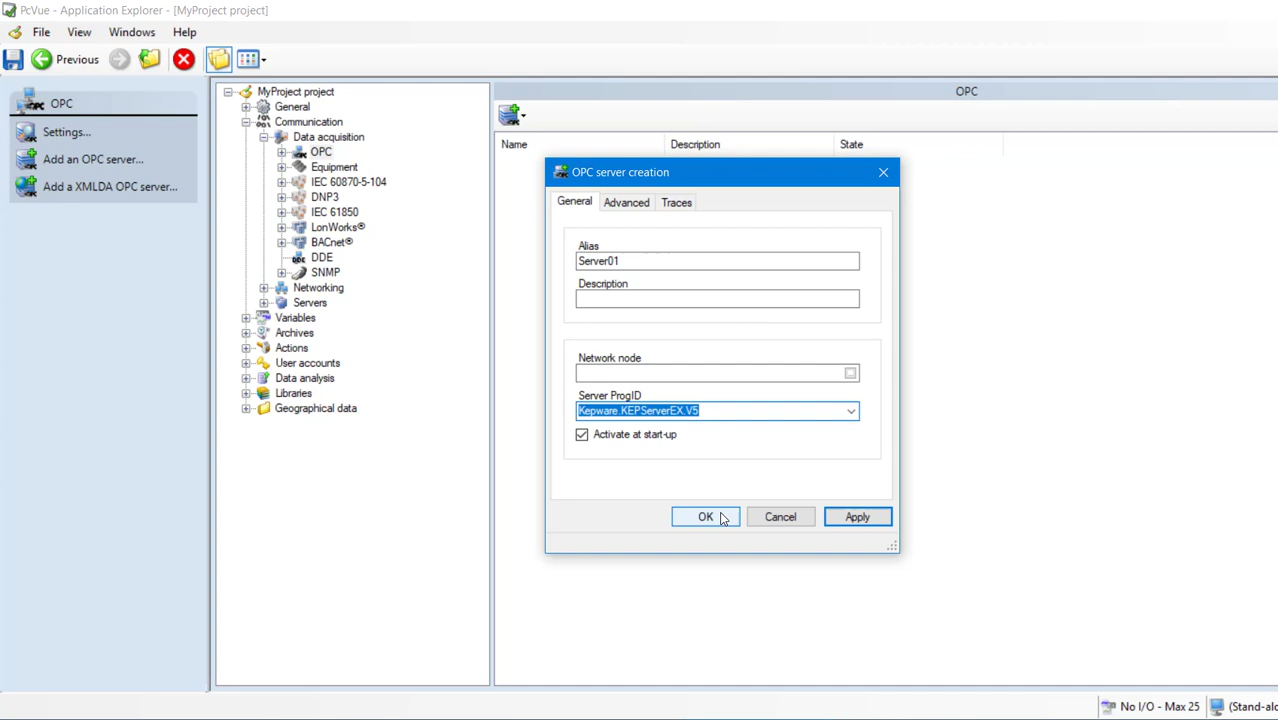 PcVue - Application Explorer - [MyProject project]
File View Windows Help
Previous
OPC
Settings...
Add an OPC server...
Add a XMLDA OPC server...
MyProject project
General
Communication
Data acquisition
OPC
Equipment
IEC 60870-5-104
DNP3
IEC 61850
LonWorks®
BACnet®
DDE
SNMP
Networking
Servers
Variables
Archives
Actions
User accounts
Data analysis
Libraries
Geographical data
OPC
Name Description State
OPC server creation
General Advanced Traces
Alias
Server01
Description
Network node
Server ProgID
Kepware.KEPServerEX.V5
Activate at start-up
OK Cancel Apply
No I/O - Max 25 (Stand-alo